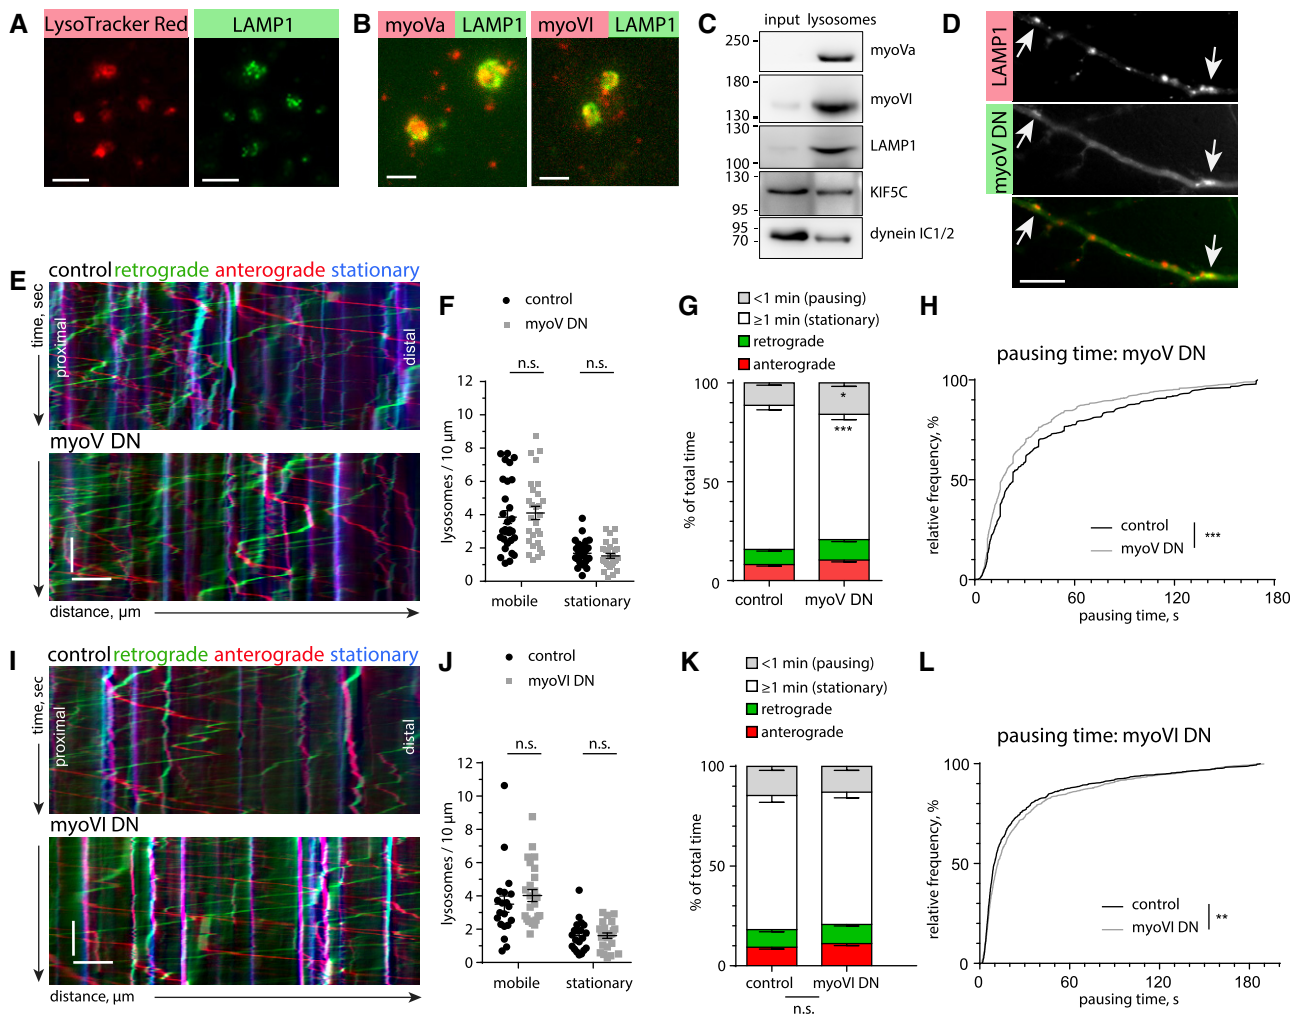 A
LysoTracker Red
LAMP1
B
myoVa
LAMP1
myoVI
LAMP1
C
input lysosomes
250
myoVa
180
130
myoVI
130
100
LAMP1
130
95
KIF5C
95
70
dynein IC1/2
D
LAMP1
myoV DN
E
control retrograde anterograde stationary
time, sec
proximal
distal
myoV DN
distance, µm
F
control
myoV DN
n.s.
n.s.
12
10
8
6
4
2
0
lysosomes / 10 µm
mobile
stationary
G
<1 min (pausing)
≥1 min (stationary)
retrograde
anterograde
100
50
0
% of total time
*
***
control
myoV DN
H
pausing time: myoV DN
100
50
0
relative frequency, %
control
myoV DN
***
0
60
120
180
pausing time, s
I
control retrograde anterograde stationary
time, sec
proximal
distal
myoVI DN
distance, µm
J
control
myoVI DN
n.s.
n.s.
12
10
8
6
4
2
0
lysosomes / 10 µm
mobile
stationary
K
<1 min (pausing)
≥1 min (stationary)
retrograde
anterograde
100
50
0
% of total time
control
myoVI DN
n.s.
L
pausing time: myoVI DN
100
50
0
relative frequency, %
control
myoVI DN
**
0
60
120
180
pausing time, s